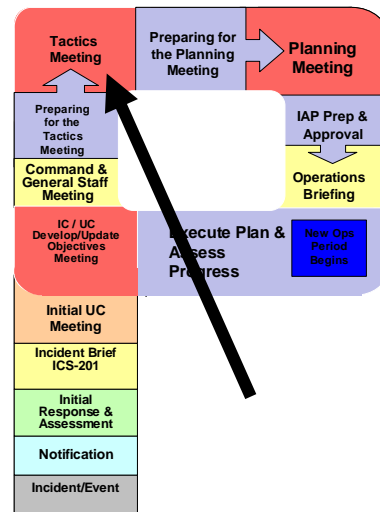 Tactics
Meeting
Preparing for
the Planning
Meeting
Planning
Meeting
Preparing
for the
Tactics
Meeting
IAP Prep &
Approval
Command &
General Staff
Meeting
Operations
Briefing
IC / UC
Develop/Update
Objectives
Meeting
Execute Plan &
Assess
Progress
New Ops
Period
Begins
Initial UC
Meeting
Incident Brief
ICS-201
Initial
Response &
Assessment
Notification
Incident/Event